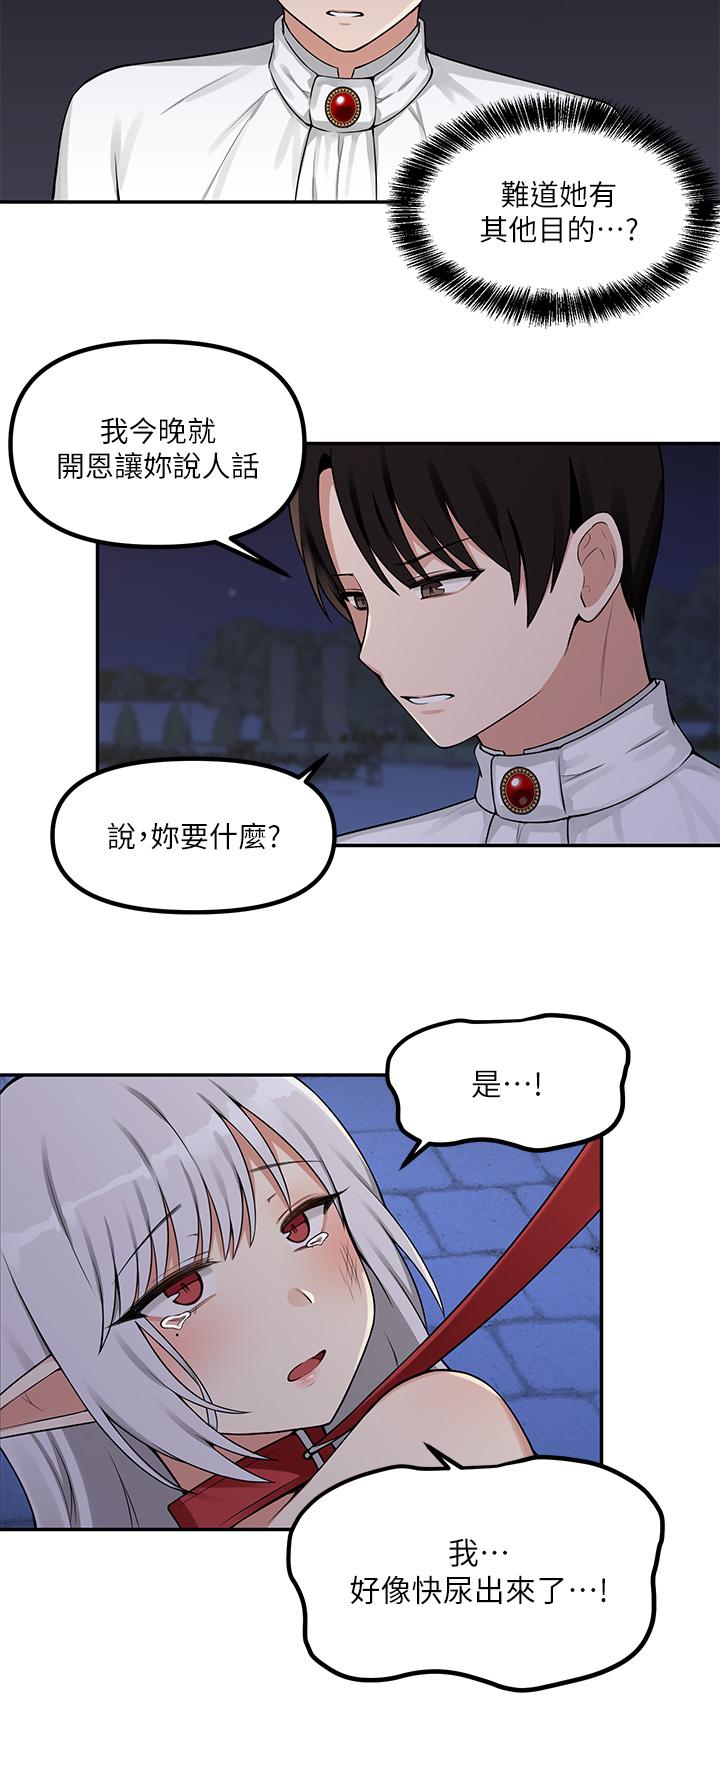 難道她有
其他目的⋯?
我今晚就
開恩讓妳說人話
說，妳要什麼?
是⋯!
我⋯
好像快尿出來了⋯!